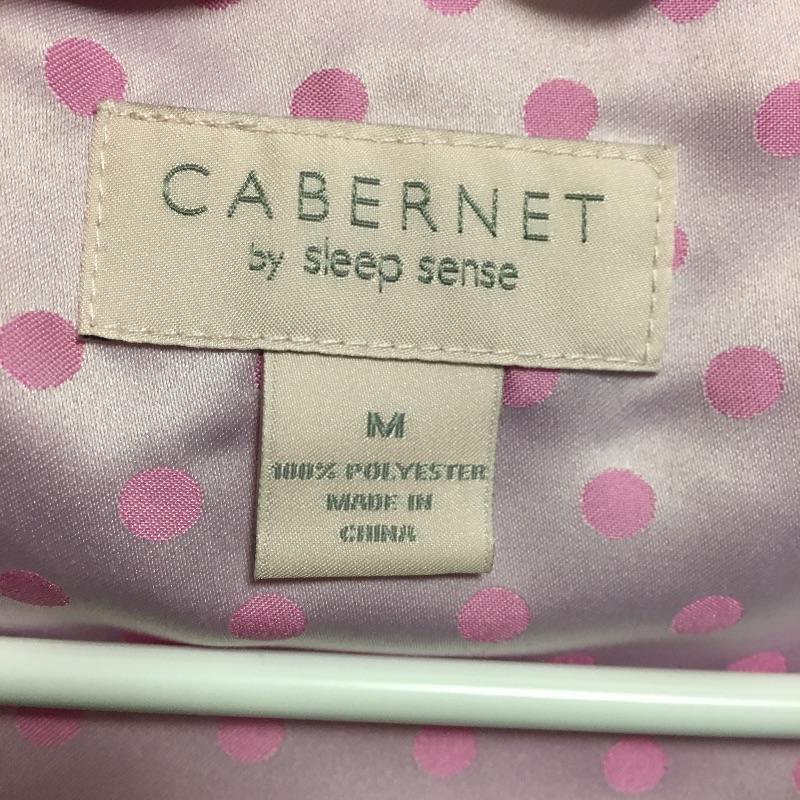 CABERNET
by sleep sense
M
100% POLYESTER
MADE IN
CHINA